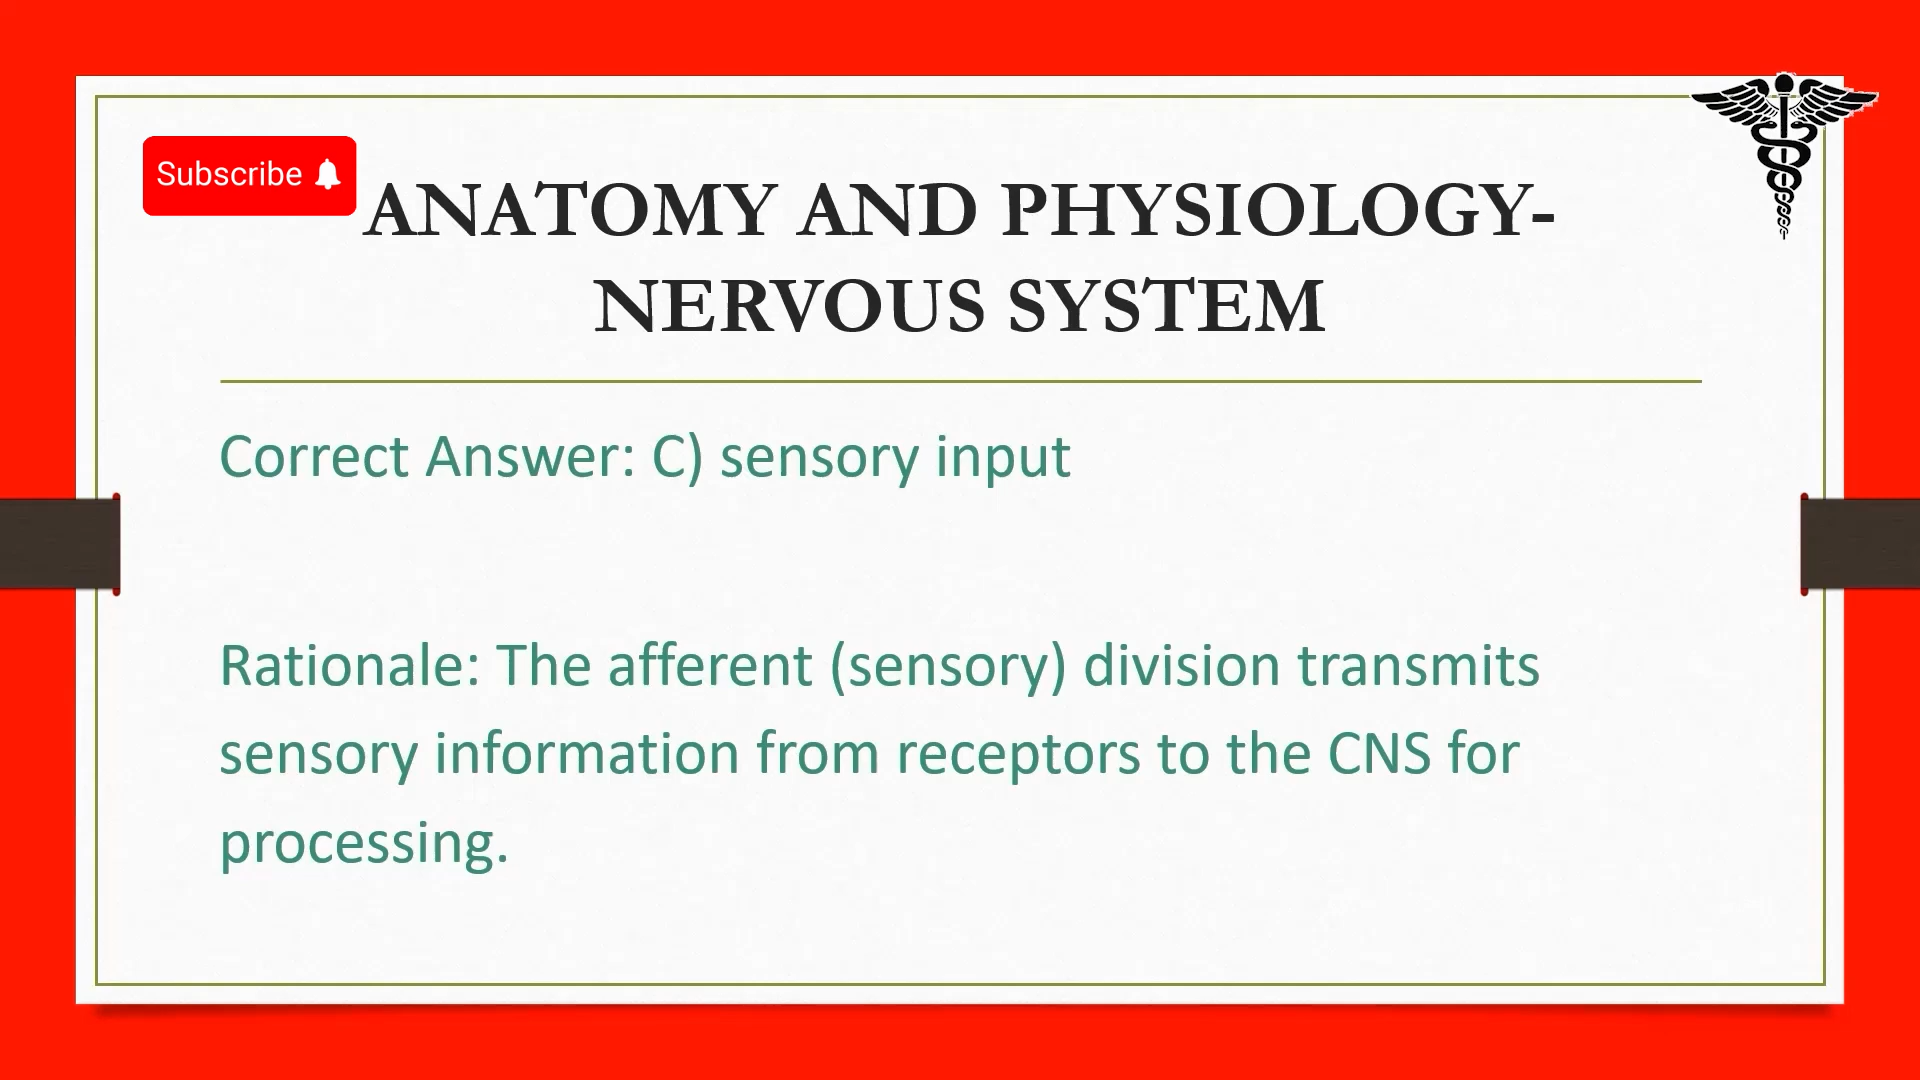 Subscribe
ANATOMY AND PHYSIOLOGY-
NERVOUS SYSTEM
Correct Answer: C) sensory input
Rationale: The afferent (sensory) division transmits
sensory information from receptors to the CNS for
processing.